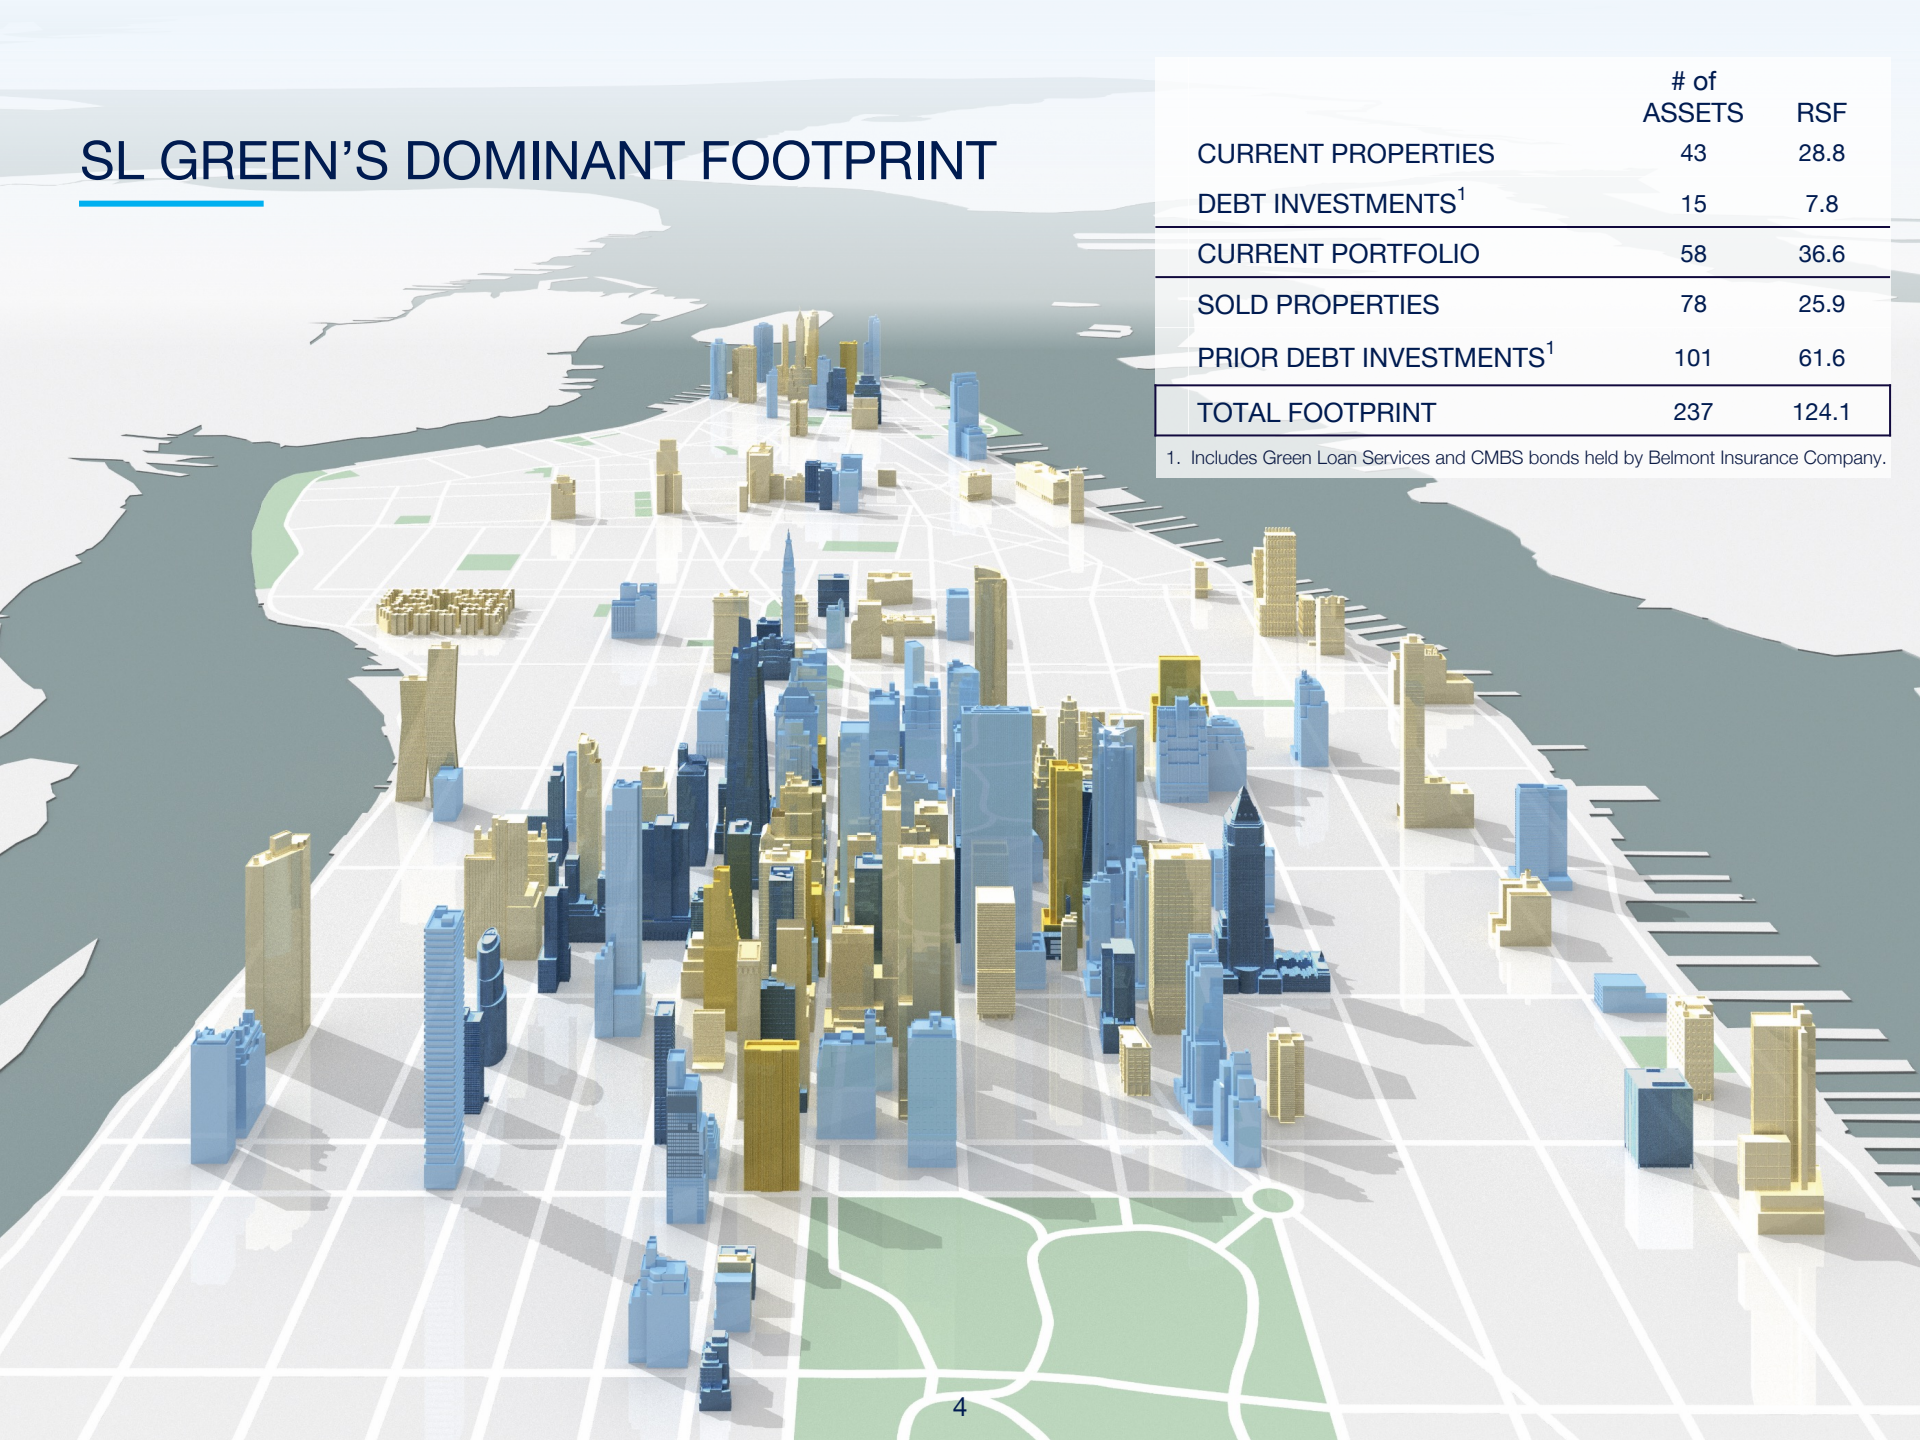 SL GREEN’S DOMINANT FOOTPRINT
# of
ASSETS RSF
CURRENT PROPERTIES 43 28.8
DEBT INVESTMENTS1 15 7.8
CURRENT PORTFOLIO 58 36.6
SOLD PROPERTIES 78 25.9
PRIOR DEBT INVESTMENTS1 101 61.6
TOTAL FOOTPRINT 237 124.1
1. Includes Green Loan Services and CMBS bonds held by Belmont Insurance Company.
4